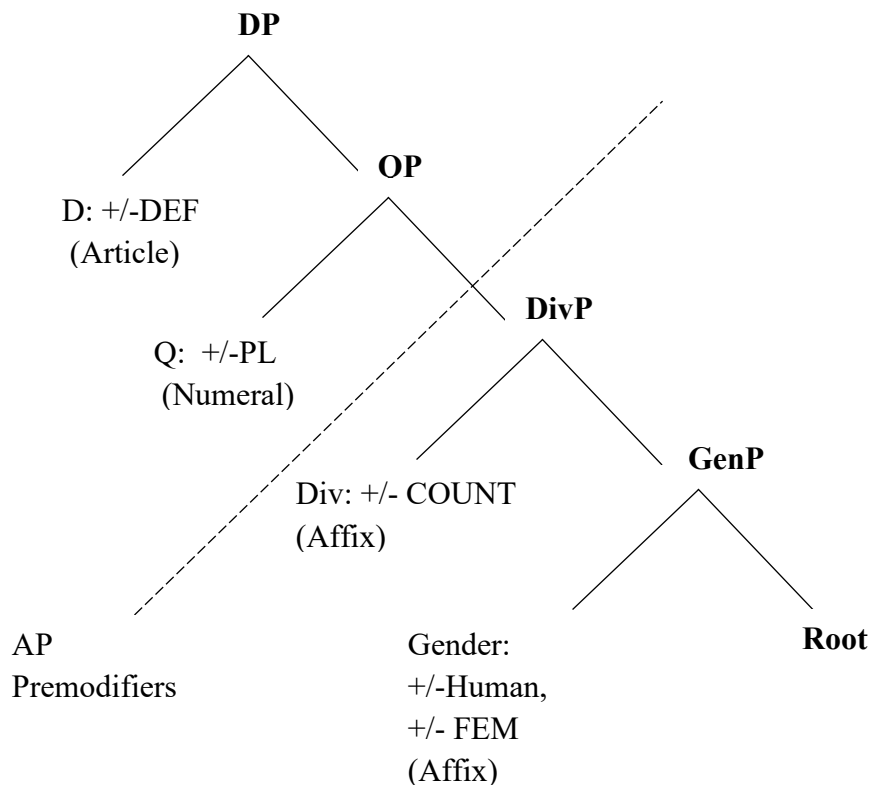 DP
OP
D: +/-DEF
(Article)
DivP
Q: +/-PL
(Numeral)
GenP
Div: +/- COUNT
(Affix)
AP
Premodifiers
Gender:
+/-Human,
+/- FEM
(Affix)
Root